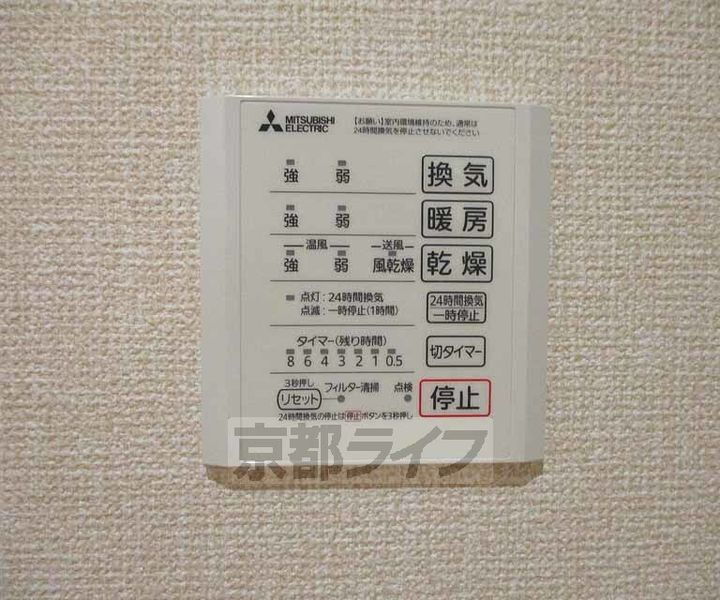 MITSUBISHI
ELECTRIC
【お願い】室内環境維持のため、通常は
24時間換気を停止させないでください
強 弱 換気
強 弱 暖房
温風 送風
強 弱 風乾燥 乾燥
点灯:24時間換気
点滅:一時停止(1時間)
24時間換気
一時停止
タイマー(残り時間)
8 6 4 3 2 1 0.5
切タイマー
3秒押し
リセット フィルター清掃 点検
停止
24時間換気の停止は停止ボタンを3秒押し
京都ライフ